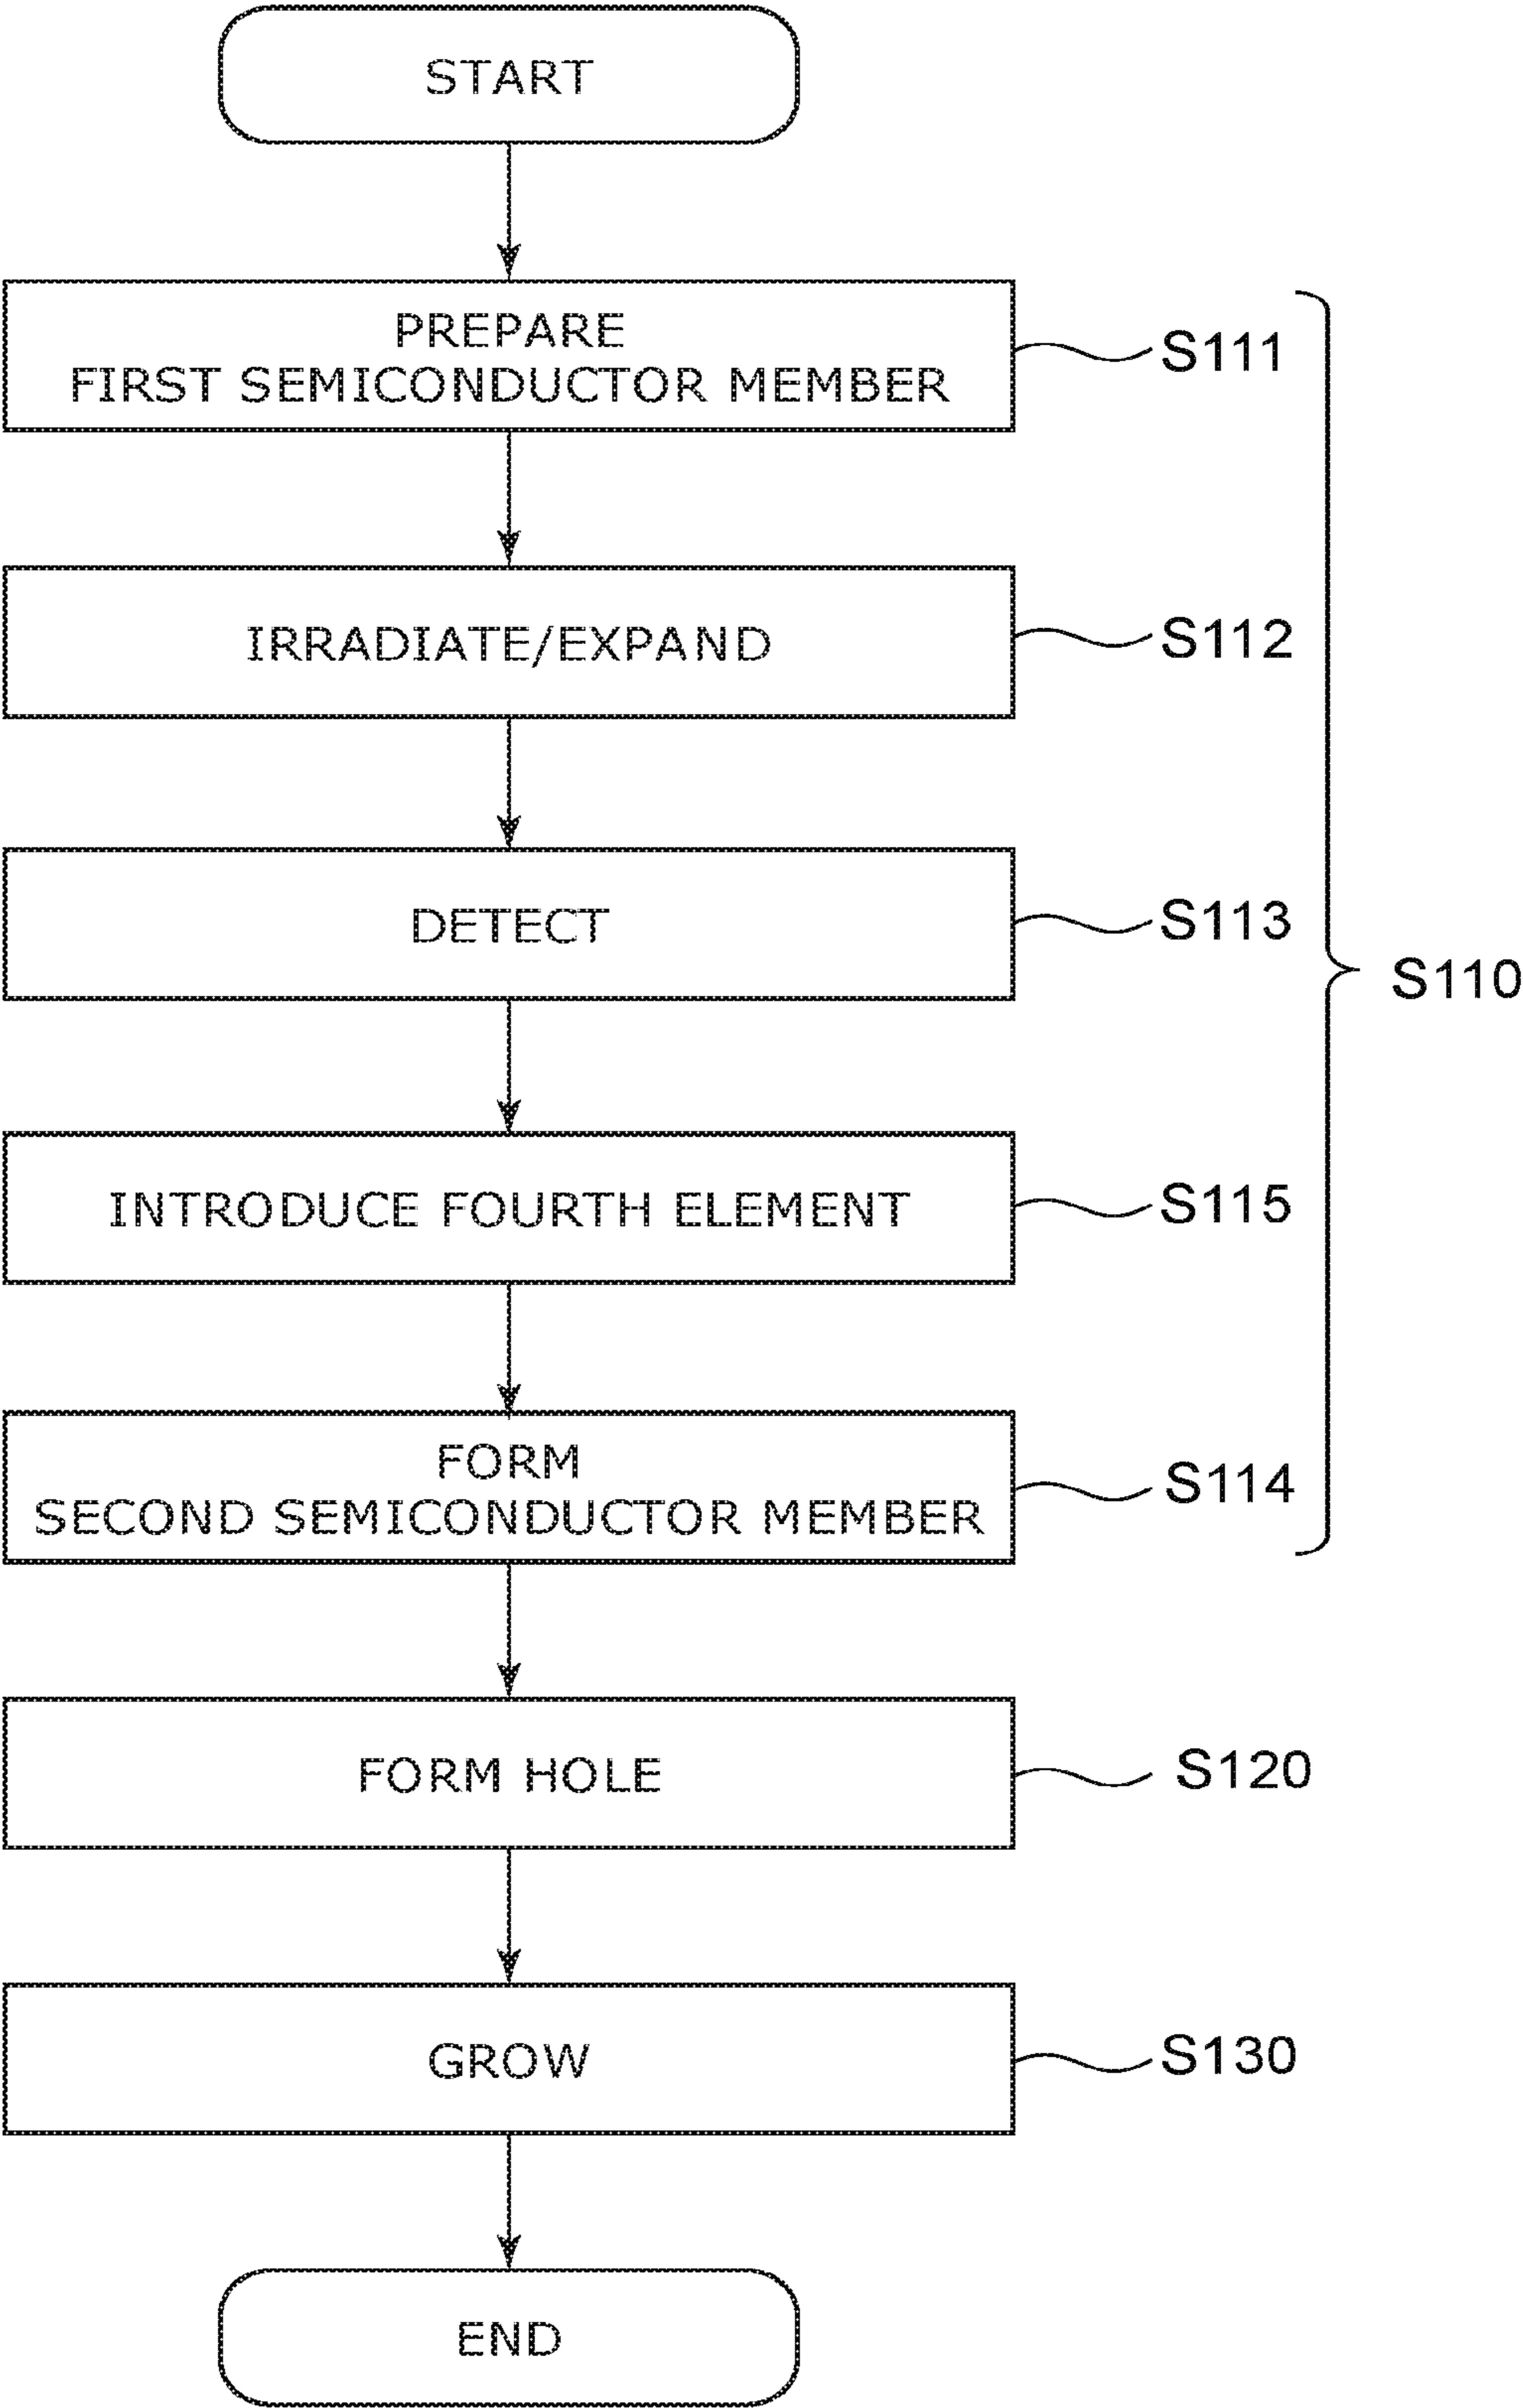 START
PREPARE
FIRST SEMICONDUCTOR MEMBER
S111
IRRADIATE/EXPAND
S112
DETECT
S113
S110
INTRODUCE FOURTH ELEMENT
S115
FORM
SECOND SEMICONDUCTOR MEMBER
S114
FORM HOLE
S120
GROW
S130
END